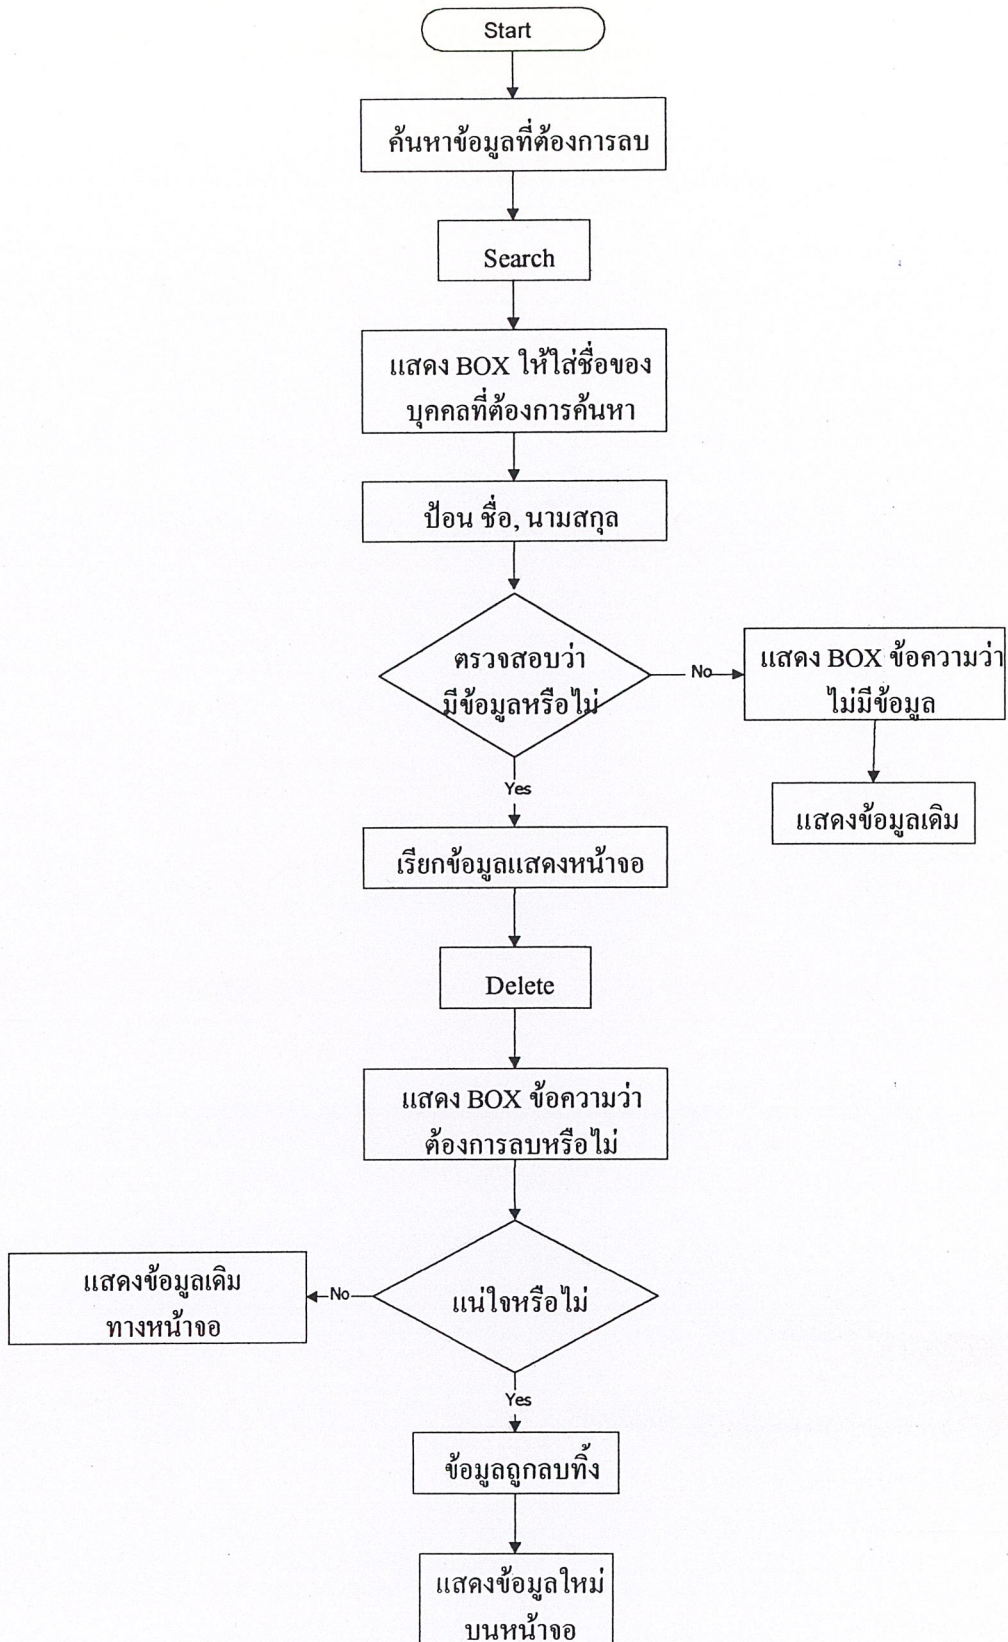 Start
ค้นหาข้อมูลที่ต้องการลบ
Search
แสดง BOX ให้ใส่ชื่อของ
บุคคลที่ต้องการค้นหา
ป้อน ชื่อ, นามสกุล
ตรวจสอบว่า
มีข้อมูลหรือไม่
No
แสดง BOX ข้อความว่า
ไม่มีข้อมูล
แสดงข้อมูลเดิม
Yes
เรียกข้อมูลแสดงหน้าจอ
Delete
แสดง BOX ข้อความว่า
ต้องการลบหรือไม่
แน่ใจหรือไม่
No
แสดงข้อมูลเดิม
ทางหน้าจอ
Yes
ข้อมูลถูกลบทิ้ง
แสดงข้อมูลใหม่
บนหน้าจอ